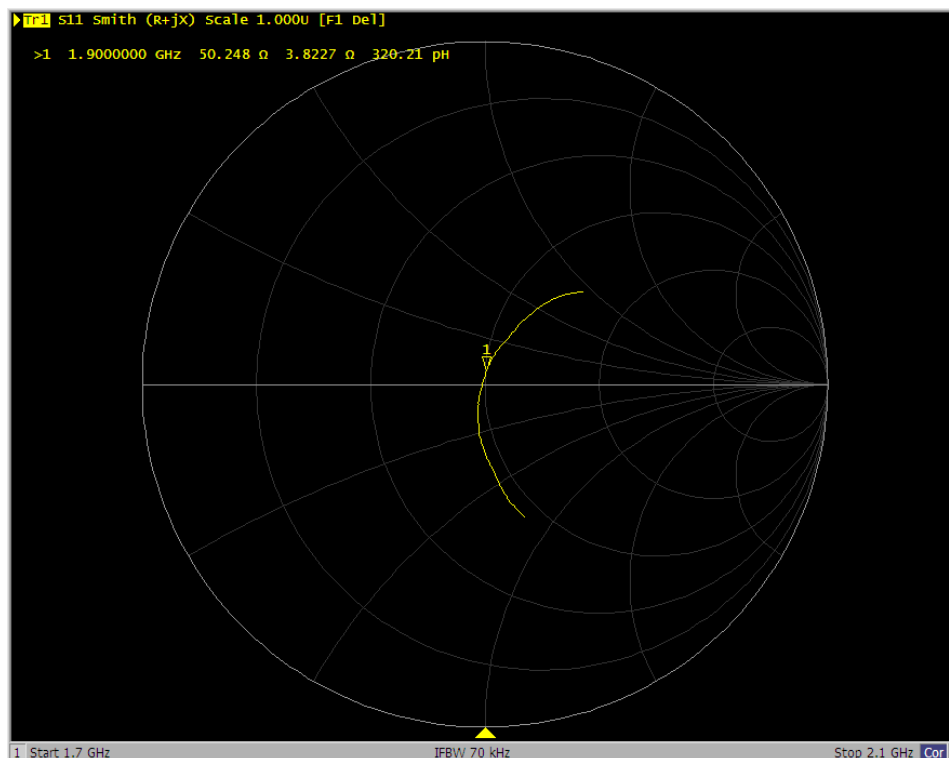 Tr1 S11 Smith (R+jX) Scale 1.000U [F1 Del]
>1 1.9000000 GHz 50.248 Ω 3.8227 Ω 320.21 pH
1
1 Start 1.7 GHz IFBW 70 kHz Stop 2.1 GHz Cor